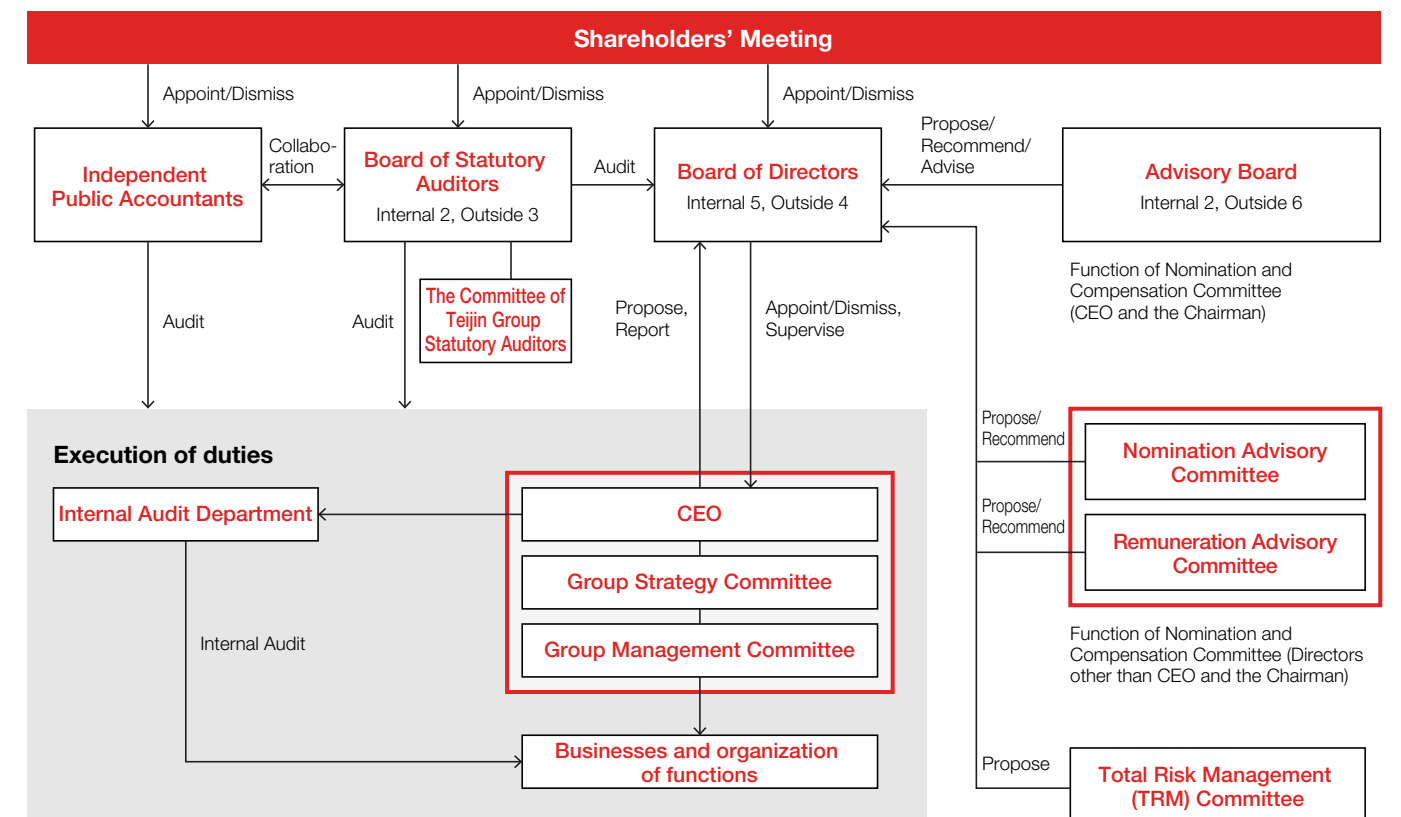 Shareholders’ Meeting
Appoint/Dismiss
Appoint/Dismiss
Appoint/Dismiss
Independent
Public Accountants
Collabo-
ration
Board of Statutory
Auditors
Internal 2, Outside 3
Audit
Board of Directors
Internal 5, Outside 4
Propose/
Recommend/
Advise
Advisory Board
Internal 2, Outside 6
Function of Nomination and
Compensation Committee
(CEO and the Chairman)
Audit
Audit
The Committee of
Teijin Group
Statutory Auditors
Propose,
Report
Appoint/Dismiss,
Supervise
Execution of duties
Internal Audit Department
CEO
Group Strategy Committee
Group Management Committee
Internal Audit
Businesses and organization
of functions
Propose/
Recommend
Nomination Advisory
Committee
Propose/
Recommend
Remuneration Advisory
Committee
Function of Nomination and
Compensation Committee (Directors
other than CEO and the Chairman)
Propose
Total Risk Management
(TRM) Committee